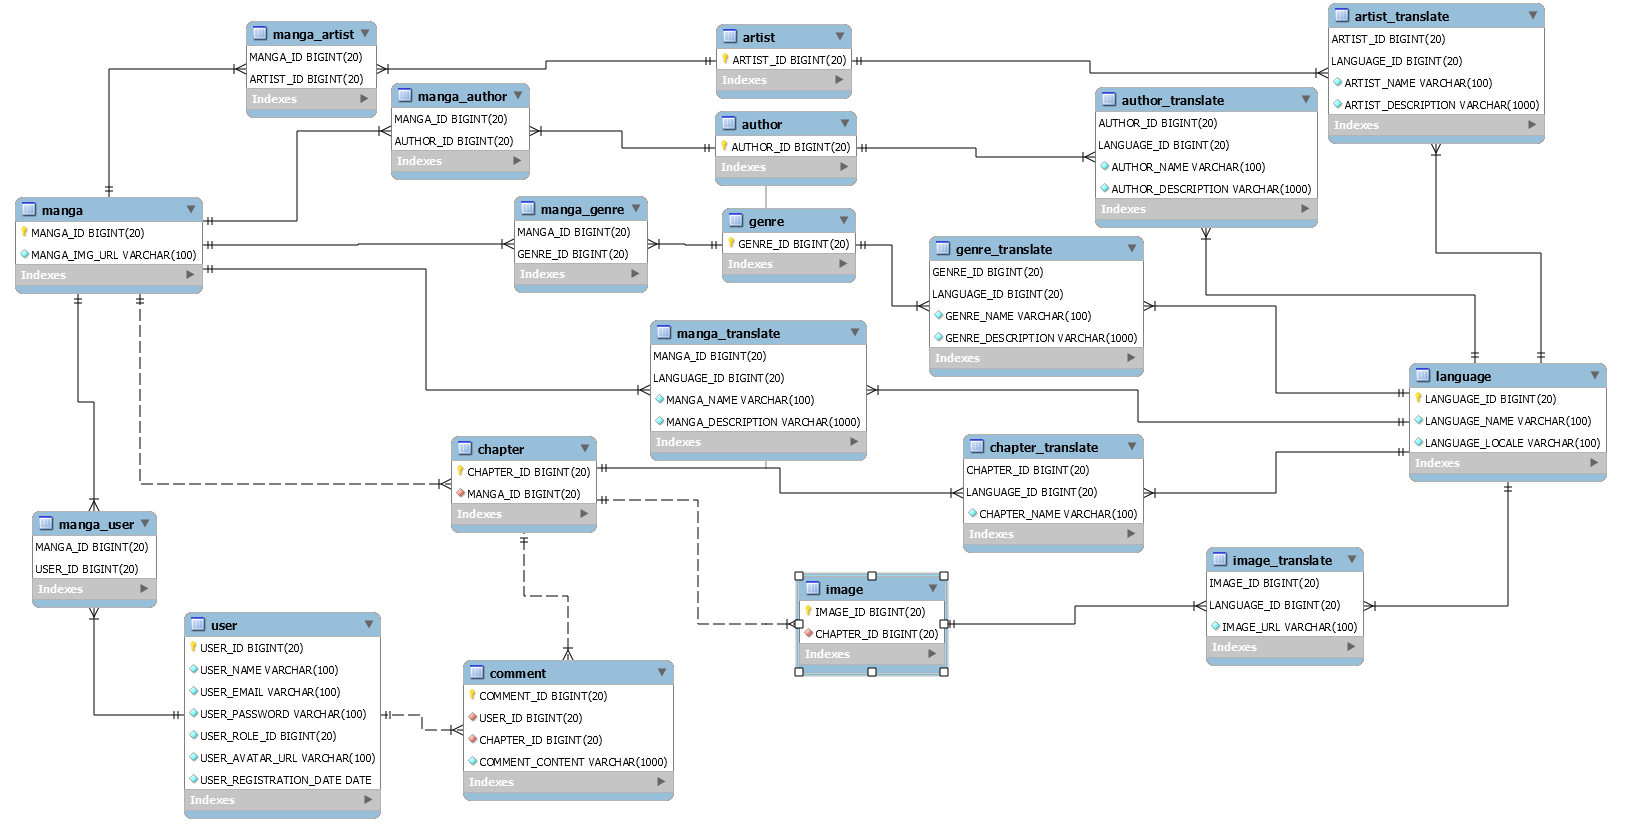 manga_artist
MANGA_ID BIGINT(20)
ARTIST_ID BIGINT(20)
Indexes
artist
ARTIST_ID BIGINT(20)
Indexes
artist_translate
ARTIST_ID BIGINT(20)
LANGUAGE_ID BIGINT(20)
ARTIST_NAME VARCHAR(100)
ARTIST_DESCRIPTION VARCHAR(1000)
Indexes
manga_author
MANGA_ID BIGINT(20)
AUTHOR_ID BIGINT(20)
Indexes
author
AUTHOR_ID BIGINT(20)
Indexes
author_translate
AUTHOR_ID BIGINT(20)
LANGUAGE_ID BIGINT(20)
AUTHOR_NAME VARCHAR(100)
AUTHOR_DESCRIPTION VARCHAR(1000)
Indexes
manga
MANGA_ID BIGINT(20)
MANGA_IMG_URL VARCHAR(100)
Indexes
manga_genre
MANGA_ID BIGINT(20)
GENRE_ID BIGINT(20)
Indexes
genre
GENRE_ID BIGINT(20)
Indexes
genre_translate
GENRE_ID BIGINT(20)
LANGUAGE_ID BIGINT(20)
GENRE_NAME VARCHAR(100)
GENRE_DESCRIPTION VARCHAR(1000)
Indexes
manga_translate
MANGA_ID BIGINT(20)
LANGUAGE_ID BIGINT(20)
MANGA_NAME VARCHAR(100)
MANGA_DESCRIPTION VARCHAR(1000)
Indexes
language
LANGUAGE_ID BIGINT(20)
LANGUAGE_NAME VARCHAR(100)
LANGUAGE_LOCALE VARCHAR(100)
Indexes
chapter
CHAPTER_ID BIGINT(20)
MANGA_ID BIGINT(20)
Indexes
chapter_translate
CHAPTER_ID BIGINT(20)
LANGUAGE_ID BIGINT(20)
CHAPTER_NAME VARCHAR(100)
Indexes
manga_user
MANGA_ID BIGINT(20)
USER_ID BIGINT(20)
Indexes
image
IMAGE_ID BIGINT(20)
CHAPTER_ID BIGINT(20)
Indexes
image_translate
IMAGE_ID BIGINT(20)
LANGUAGE_ID BIGINT(20)
IMAGE_URL VARCHAR(100)
Indexes
user
USER_ID BIGINT(20)
USER_NAME VARCHAR(100)
USER_EMAIL VARCHAR(100)
USER_PASSWORD VARCHAR(100)
USER_ROLE_ID BIGINT(20)
USER_AVATAR_URL VARCHAR(100)
USER_REGISTRATION_DATE DATE
Indexes
comment
COMMENT_ID BIGINT(20)
USER_ID BIGINT(20)
CHAPTER_ID BIGINT(20)
COMMENT_CONTENT VARCHAR(1000)
Indexes